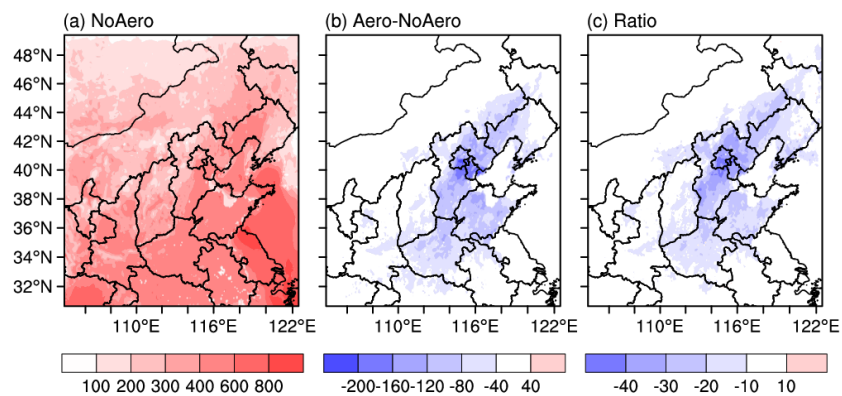 (a) NoAero
(b) Aero-NoAero
(c) Ratio
48°N
46°N
44°N
42°N
40°N
38°N
36°N
34°N
32°N
110°E 116°E 122°E
110°E 116°E 122°E
110°E 116°E 122°E
100 200 300 400 600 800
-200-160-120 -80 -40 40
-40 -30 -20 -10 10